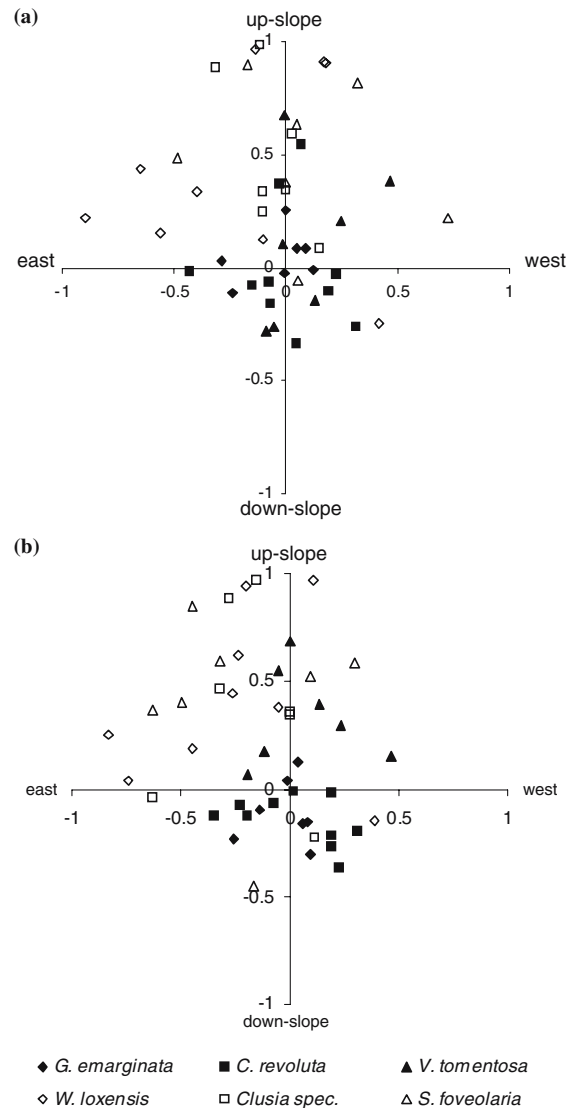 (a)
up-slope
1
0.5
east
0
west
-1
-0.5
0
0.5
1
-0.5
-1
down-slope
(b)
up-slope
1
0.5
east
0
west
-1
-0.5
0
0.5
1
-0.5
-1
down-slope
G. emarginata C. revoluta V. tomentosa
W. loxensis Clusia spec. S. foveolaria